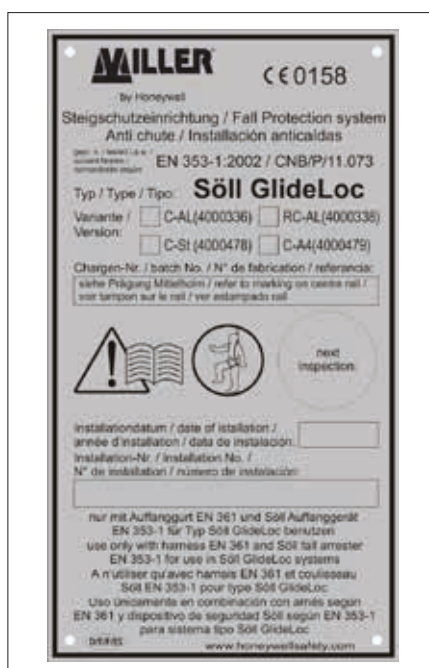 MILLER
CE 0158
by Honeywell
Steigschutzeinrichtung / Fall Protection system
Anti chute / Installación anticaídas
EN 353-1:2002 / CNB/P/11.073
Typ / Type / Tipo: Söll GlideLoc
Variante / C-AL(4000336) RC-AL(4000338)
Version: C-St (4000478) C-A4(4000479)
Chargen-Nr. / batch No. / N° de fabrication / referancia:
siehe Prägung Mittelholm / refer to marking on centre rail /
voir tampon sur le rail / ver estampado rail
next
inspection:
Installationdatum / date of istallation /
année d'installation / data de instalación:
Installation-Nr. / Installation No. /
N° de installation / número de instalación:
nur mit Auffanggurt EN 361 und Söll Auffanggerät
EN 353-1 für Typ Söll GlideLoc benutzen
use only with harness EN 361 and Söll fall arrester
EN 353-1 for use in Söll GlideLoc systems
A n'utiliser qu'avec harnais EN 361 et coulisseau
Söll EN 353-1 pour type Söll GlideLoc
Uso únicamente en combinación con arnés según
EN 361 y dispositivo de seguridad Söll según EN 353-1
para sistema tipo Söll GlideLoc
www.honeywellsafety.com